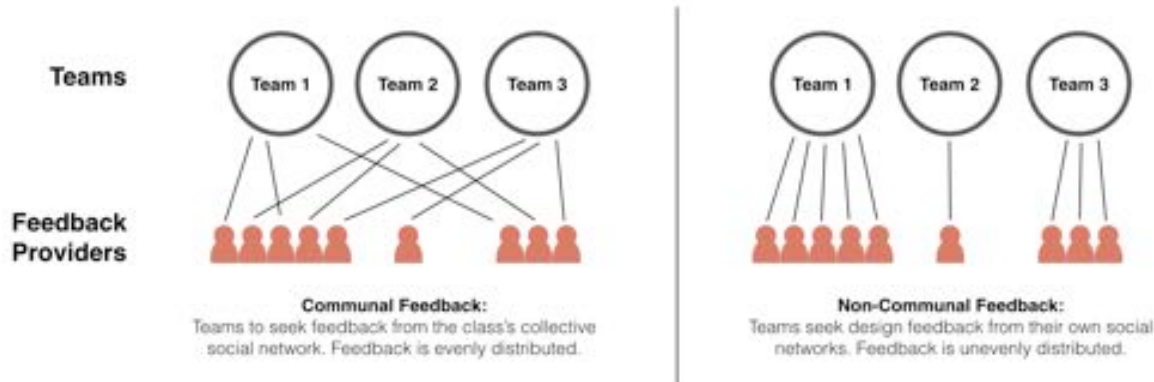 Teams
Team 1
Team 2
Team 3
Team 1
Team 2
Team 3
Feedback
Providers
Communal Feedback:
Teams to seek feedback from the class's collective
social network. Feedback is evenly distributed.
Non-Communal Feedback:
Teams seek design feedback from their own social
networks. Feedback is unevenly distributed.